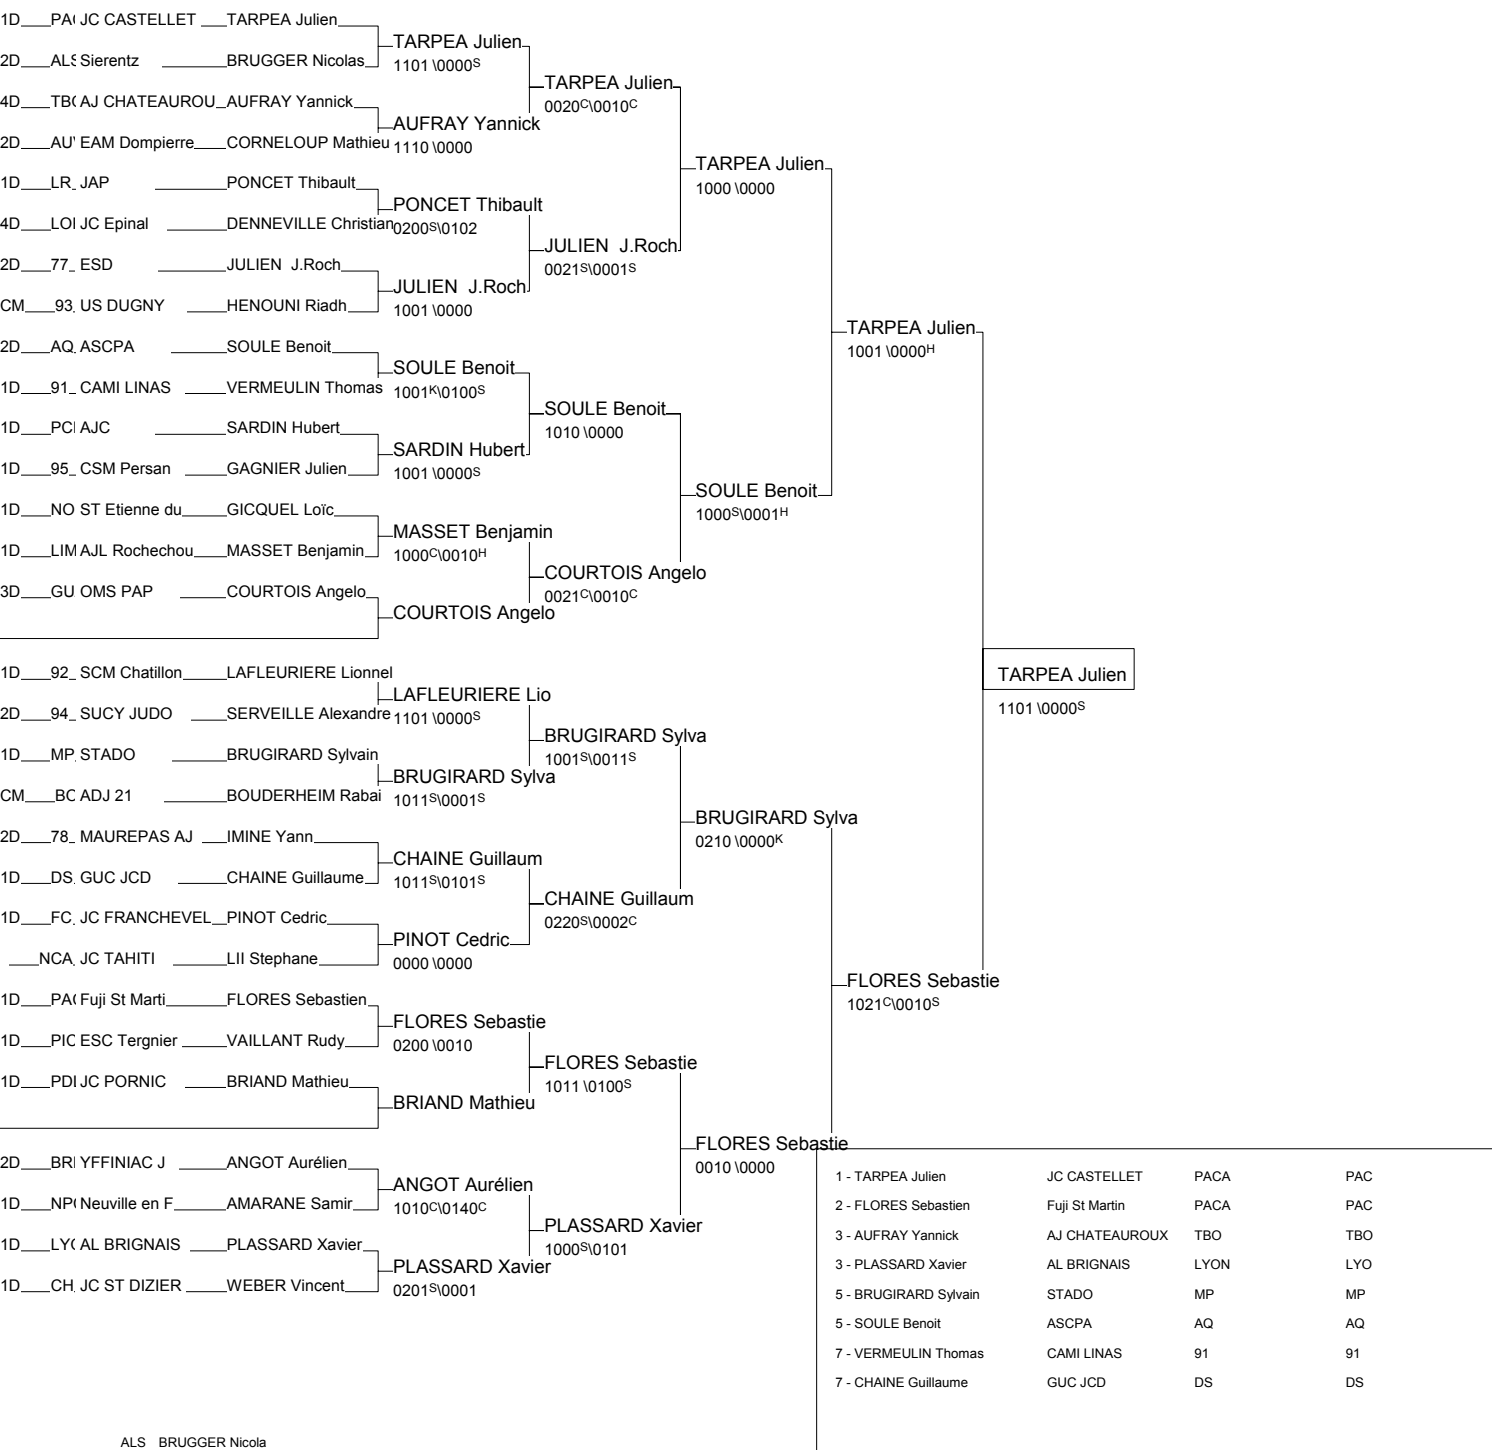 1D PA JC CASTELLET TARPEA Julien
TARPEA Julien
2D ALS Sierentz BRUGGER Nicolas
1101 \0000S
TARPEA Julien
4D TBO AJ CHATEAUROU AUFRAY Yannick
0020C\0010C
AUFRAY Yannick
2D AU EAM Dompierre CORNELOUP Mathieu
1110 \0000
TARPEA Julien
1000 \0000
1D LR JAP PONCET Thibault
PONCET Thibault
4D LOI JC Epinal DENNEVILLE Christian
0200S\0102
JULIEN J.Roch
0021S\0001S
2D 77 ESD JULIEN J.Roch
JULIEN J.Roch
CM 93 US DUGNY HENOUNI Riadh
1001 \0000
TARPEA Julien
1001 \0000H
2D AQ ASCPA SOULE Benoit
SOULE Benoit
1D 91 CAMI LINAS VERMEULIN Thomas
1001K\0100S
SOULE Benoit
1010 \0000
1D PCI AJC SARDIN Hubert
SARDIN Hubert
1D 95 CSM Persan GAGNIER Julien
1001 \0000S
SOULE Benoit
1000S\0001H
1D NO ST Etienne du GICQUEL Loïc
MASSET Benjamin
1D LIM AJL Rochechou MASSET Benjamin
1000C\0010H
COURTOIS Angelo
0021C\0010C
3D GU OMS PAP COURTOIS Angelo
COURTOIS Angelo
TARPEA Julien
1101 \0000S
1D 92 SCM Chatillon LAFLEURIERE Lionnel
LAFLEURIERE Lio
2D 94 SUCY JUDO SERVEILLE Alexandre
1101 \0000S
BRUGIRARD Sylva
1001S\0011S
1D MP STADO BRUGIRARD Sylvain
BRUGIRARD Sylva
CM BO ADJ 21 BOUDERHEIM Rabai
1011S\0001S
BRUGIRARD Sylva
0210 \0000K
2D 78 MAUREPAS AJ IMINE Yann
CHAINE Guillaum
1D DS GUC JCD CHAINE Guillaume
1011S\0101S
CHAINE Guillaum
0220S\0002C
1D FC JC FRANCHEVEL PINOT Cedric
PINOT Cedric
NCA JC TAHITI LII Stephane
0000 \0000
FLORES Sebastie
1021C\0010S
1D PAC Fuji St Marti FLORES Sebastien
FLORES Sebastie
1D PIC ESC Tergnier VAILLANT Rudy
0200 \0010
FLORES Sebastie
1011 \0100S
1D PDI JC PORNIC BRIAND Mathieu
BRIAND Mathieu
FLORES Sebastie
0010 \0000
2D BRI YFFINIAC J ANGOT Aurélien
ANGOT Aurélien
1D NP Neuville en F AMARANE Samir
1010C\0140C
PLASSARD Xavier
1000S\0101
1D LYO AL BRIGNAIS PLASSARD Xavier
PLASSARD Xavier
1D CH JC ST DIZIER WEBER Vincent
0201S\0001
1 - TARPEA Julien JC CASTELLET PACA PAC
2 - FLORES Sebastien Fuji St Martin PACA PAC
3 - AUFRAY Yannick AJ CHATEAUROUX TBO TBO
3 - PLASSARD Xavier AL BRIGNAIS LYON LYO
5 - BRUGIRARD Sylvain STADO MP MP
5 - SOULE Benoit ASCPA AQ AQ
7 - VERMEULIN Thomas CAMI LINAS 91 91
7 - CHAINE Guillaume GUC JCD DS DS
ALS BRUGGER Nicola